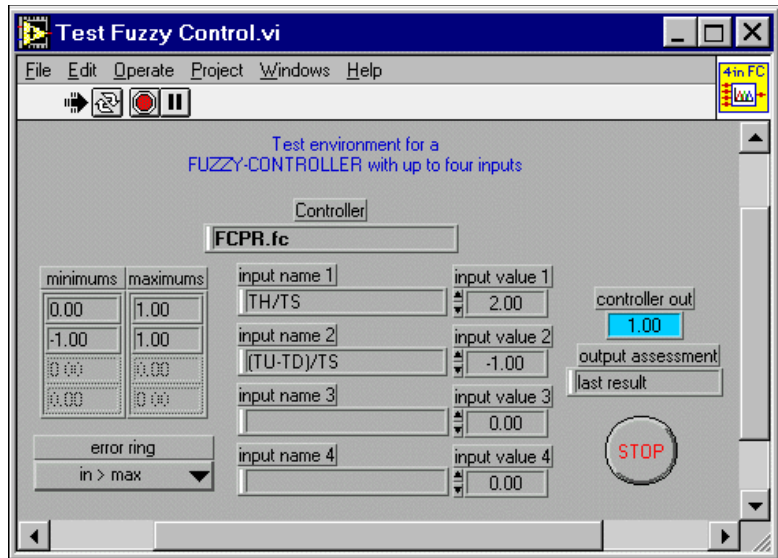 Test Fuzzy Control.vi
File Edit Operate Project Windows Help
4in FC
Test environment for a
FUZZY-CONTROLLER with up to four inputs
Controller
FCPR.fc
minimums maximums
0.00 1.00
-1.00 1.00
0.00 0.00
0.00 0.00
error ring
in > max
input name 1 input value 1
TH/TS 2.00
input name 2 input value 2
(TU-TD)/TS -1.00
input name 3 input value 3
0.00
input name 4 input value 4
0.00
controller out
1.00
output assessment
last result
STOP